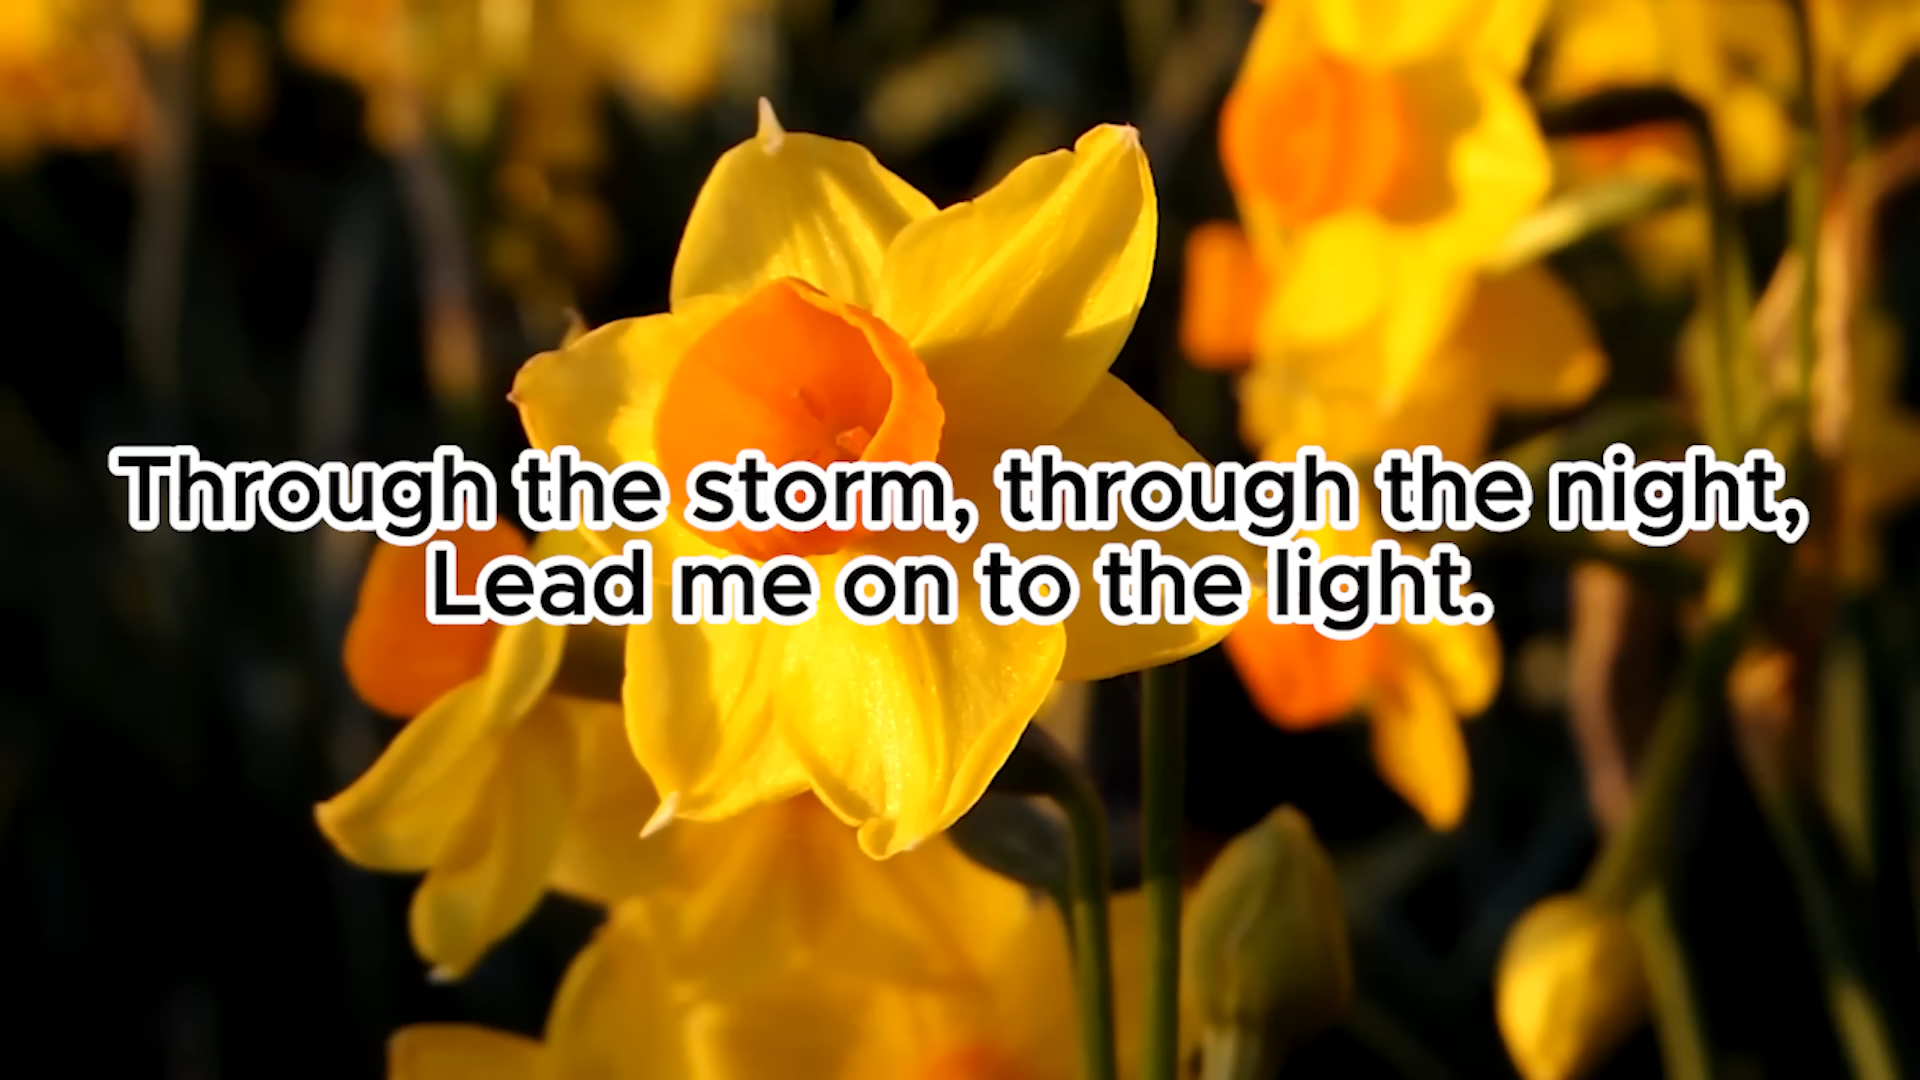 Through the storm, through the night,
Lead me on to the light.